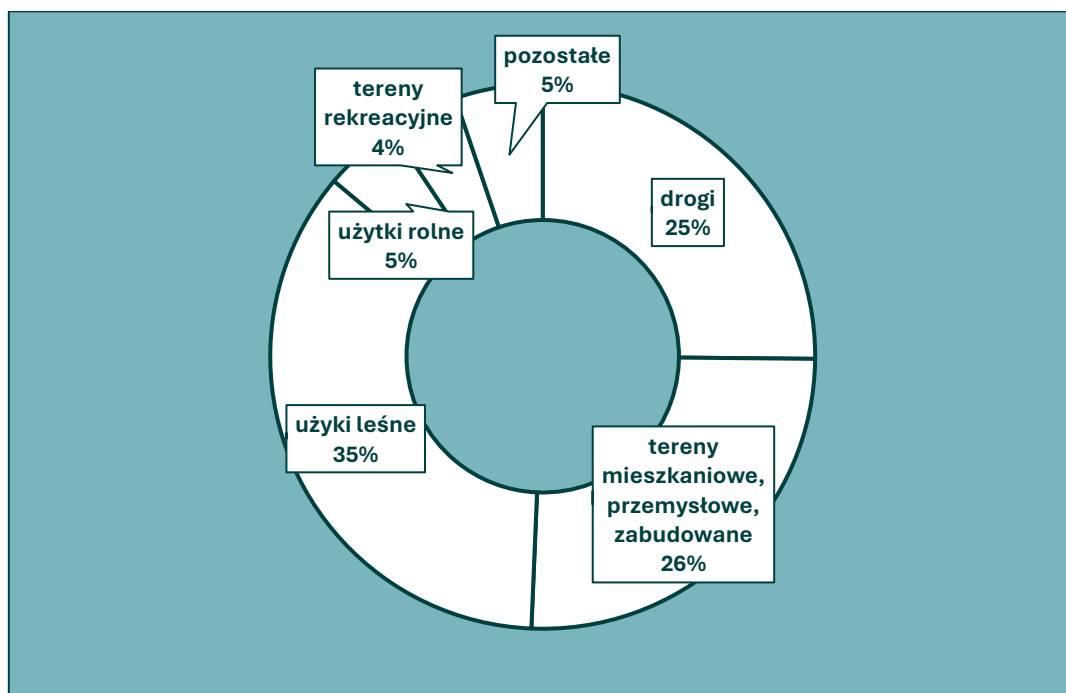 pozostałe
5%
tereny
rekreacyjne
4%
drogi
25%
użytki rolne
5%
użyki leśne
35%
tereny
mieszkaniowe,
przemysłowe,
zabudowane
26%